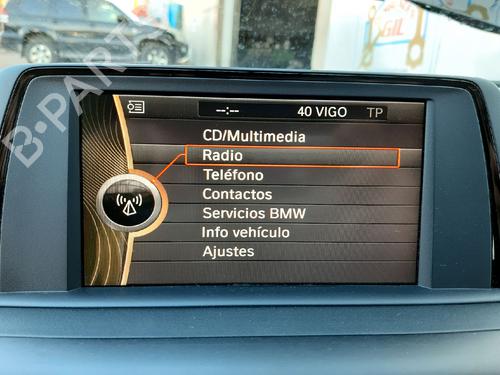 --:-- 40 VIGO TP
CD/Multimedia
Radio
Teléfono
Contactos
Servicios BMW
Info vehículo
Ajustes
B-PARTS
GIL